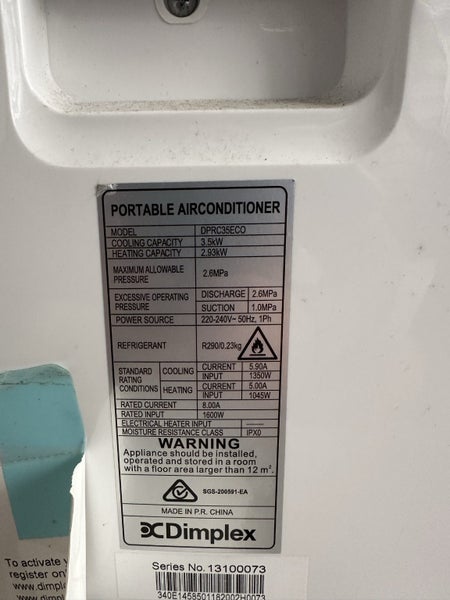 PORTABLE AIRCONDITIONER
MODEL DPRC35ECO
COOLING CAPACITY 3.5kW
HEATING CAPACITY 2.93kW
MAXIMUM ALLOWABLE PRESSURE 2.6MPa
EXCESSIVE OPERATING PRESSURE DISCHARGE 2.6MPa
SUCTION 1.0MPa
POWER SOURCE 220-240V~ 50Hz, 1Ph
REFRIGERANT R290/0.23kg
STANDARD RATING CONDITIONS COOLING CURRENT 5.90A
INPUT 1350W
HEATING CURRENT 5.00A
INPUT 1045W
RATED CURRENT 8.00A
RATED INPUT 1600W
ELECTRICAL HEATER INPUT ------
MOISTURE RESISTANCE CLASS IPX0
WARNING
Appliance should be installed,
operated and stored in a room
with a floor area larger than 12 m².
SGS-200591-EA
MADE IN P.R. CHINA
Dimplex
Series No. 13100073
340E1458501182002H0073
To activate
register on
www.dimpl